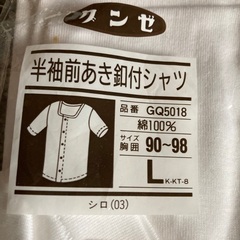 グンゼ
半袖前あき釦付シャツ
品番 GQ5018
綿100%
サイズ
胸囲 90~98
L K-KT-B
シロ(03)